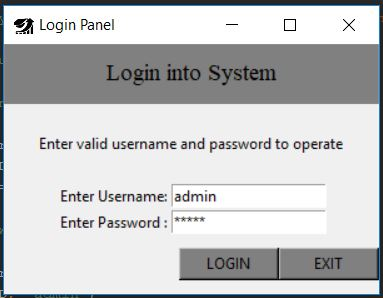 Login Panel
Login into System
Enter valid username and password to operate
Enter Username: admin
Enter Password : *****
LOGIN EXIT